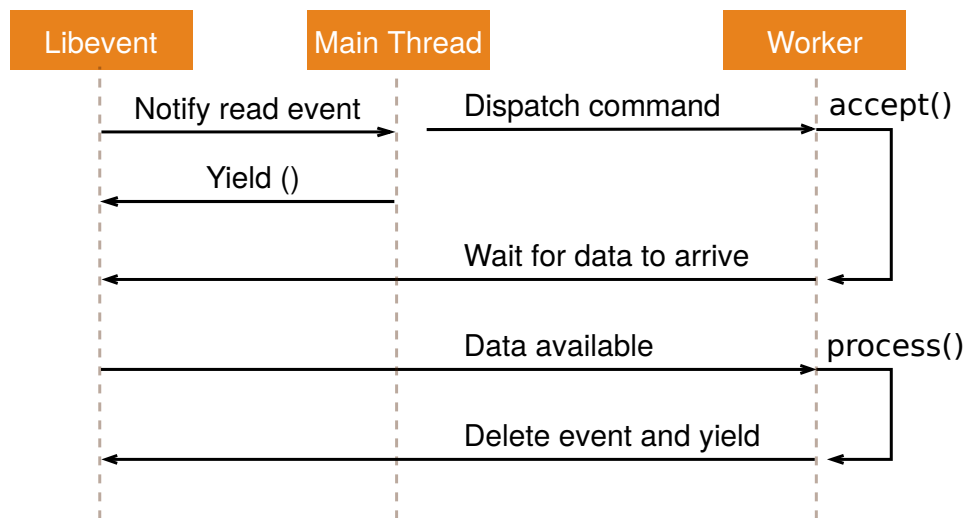 Libevent
Main Thread
Worker
Notify read event
Dispatch command
accept()
Yield ()
Wait for data to arrive
Data available
process()
Delete event and yield